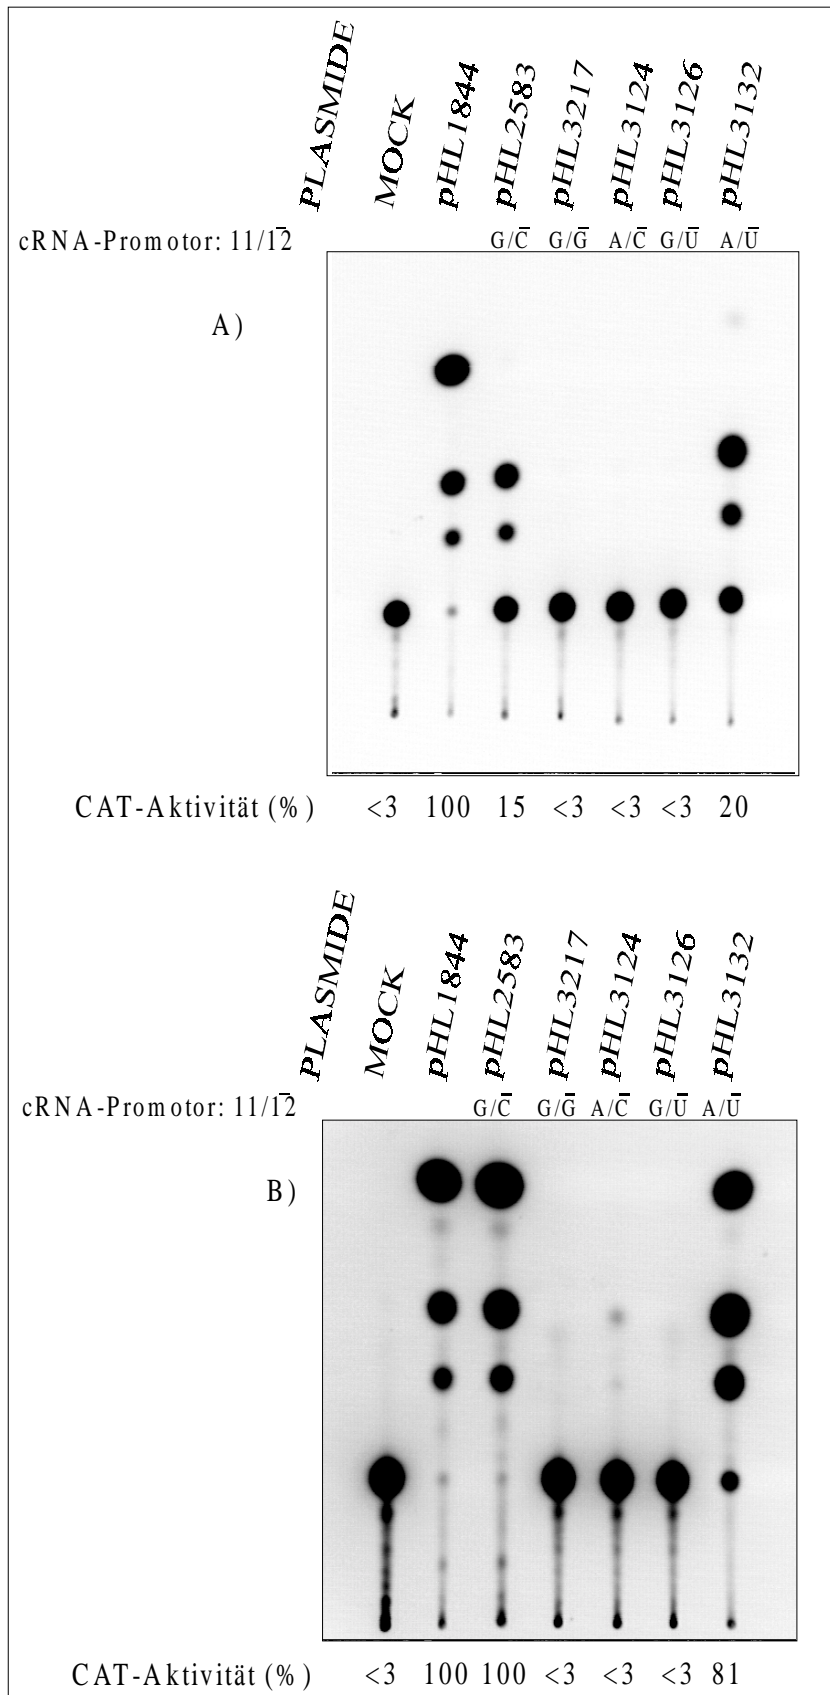 PLASMIDE MOCK pHL1844 pHL2583 pHL3217 pHL3124 pHL3126 pHL3132
cRNA-Promotor: 11/1̅2 G/C̅ G/G̅ A/C̅ G/U̅ A/U̅
A)
CAT-Aktivität (%) <3 100 15 <3 <3 <3 20
PLASMIDE MOCK pHL1844 pHL2583 pHL3217 pHL3124 pHL3126 pHL3132
cRNA-Promotor: 11/1̅2 G/C̅ G/G̅ A/C̅ G/U̅ A/U̅
B)
CAT-Aktivität (%) <3 100 100 <3 <3 <3 81